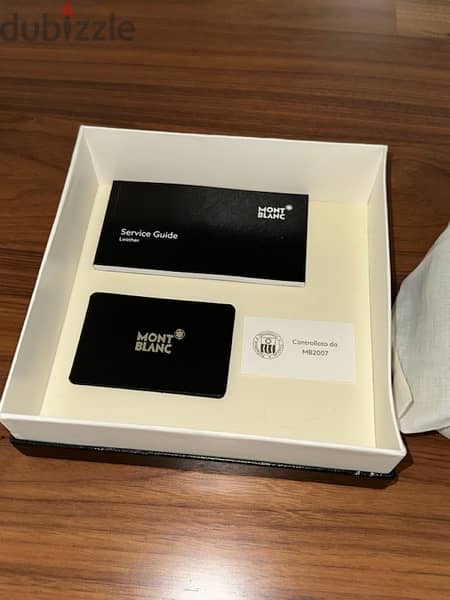 dubizzle
MONT
BLANC
Service Guide
Leather
MONT
BLANC
Controllato da
MB2007